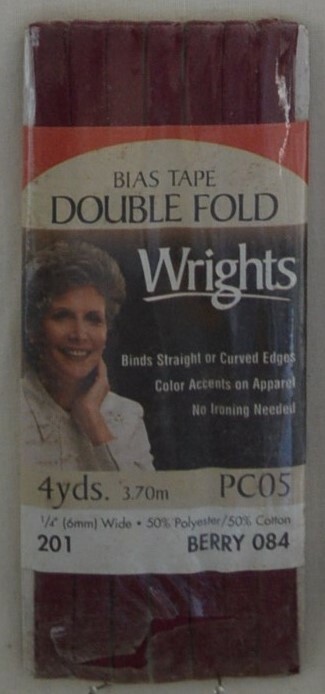 BIAS TAPE
DOUBLE FOLD
Wrights
Binds Straight or Curved Edges
Color Accents on Apparel
No Ironing Needed
4yds. 3.70m PC05
1/4" (6mm) Wide • 50% Polyester/50% Cotton
201 BERRY 084